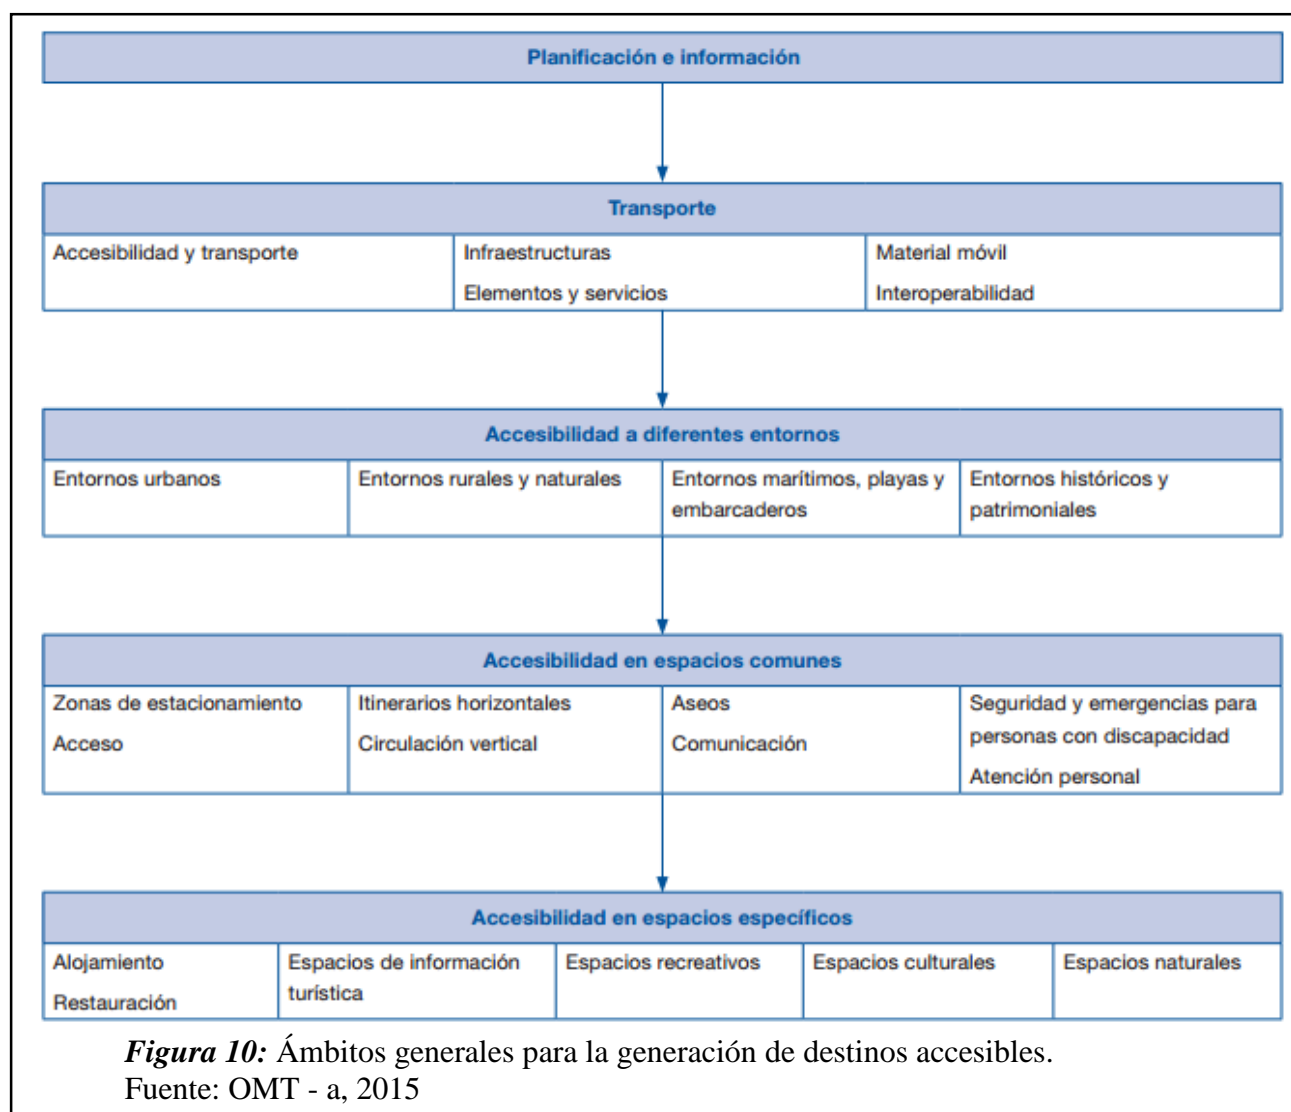 Planificación e información
Transporte
Accesibilidad y transporte
Infraestructuras
Elementos y servicios
Material móvil
Interoperabilidad
Accesibilidad a diferentes entornos
Entornos urbanos
Entornos rurales y naturales
Entornos marítimos, playas y
embarcaderos
Entornos históricos y
patrimoniales
Accesibilidad en espacios comunes
Zonas de estacionamiento
Acceso
Itinerarios horizontales
Circulación vertical
Aseos
Comunicación
Seguridad y emergencias para
personas con discapacidad
Atención personal
Accesibilidad en espacios específicos
Alojamiento
Restauración
Espacios de información
turística
Espacios recreativos
Espacios culturales
Espacios naturales
Figura 10: Ámbitos generales para la generación de destinos accesibles.
Fuente: OMT - a, 2015